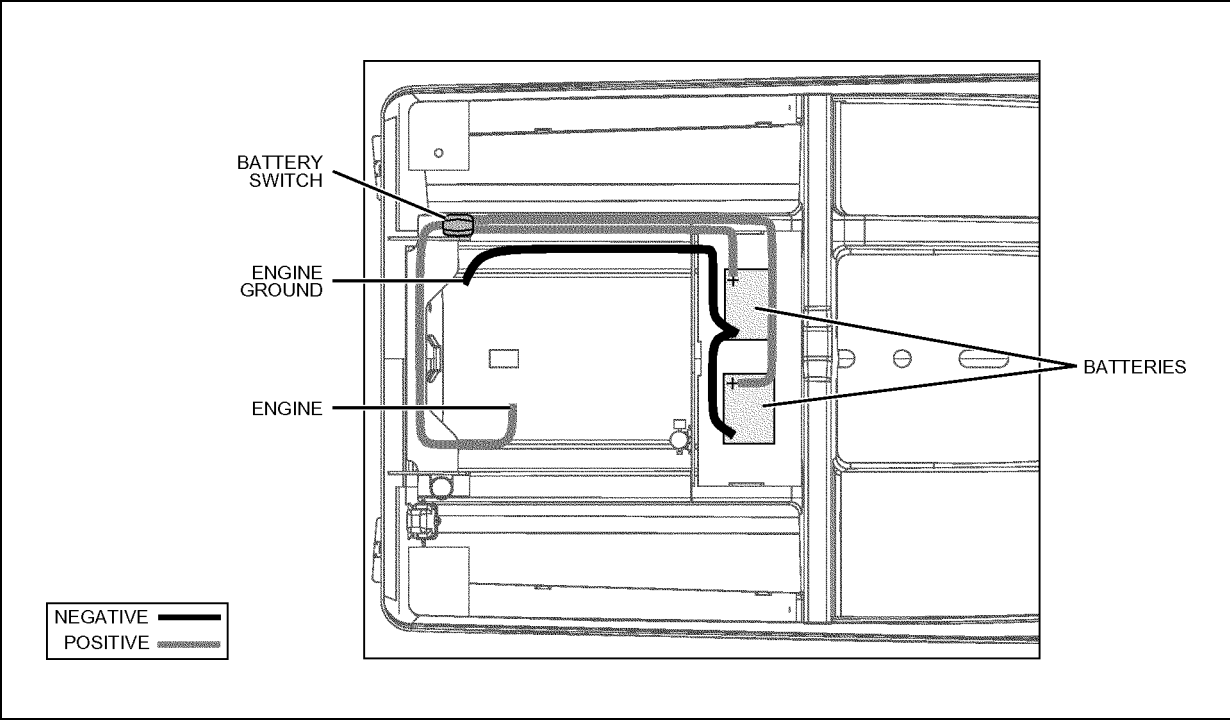 BATTERY
SWITCH
ENGINE
GROUND
+
BATTERIES
+
ENGINE
NEGATIVE
POSITIVE